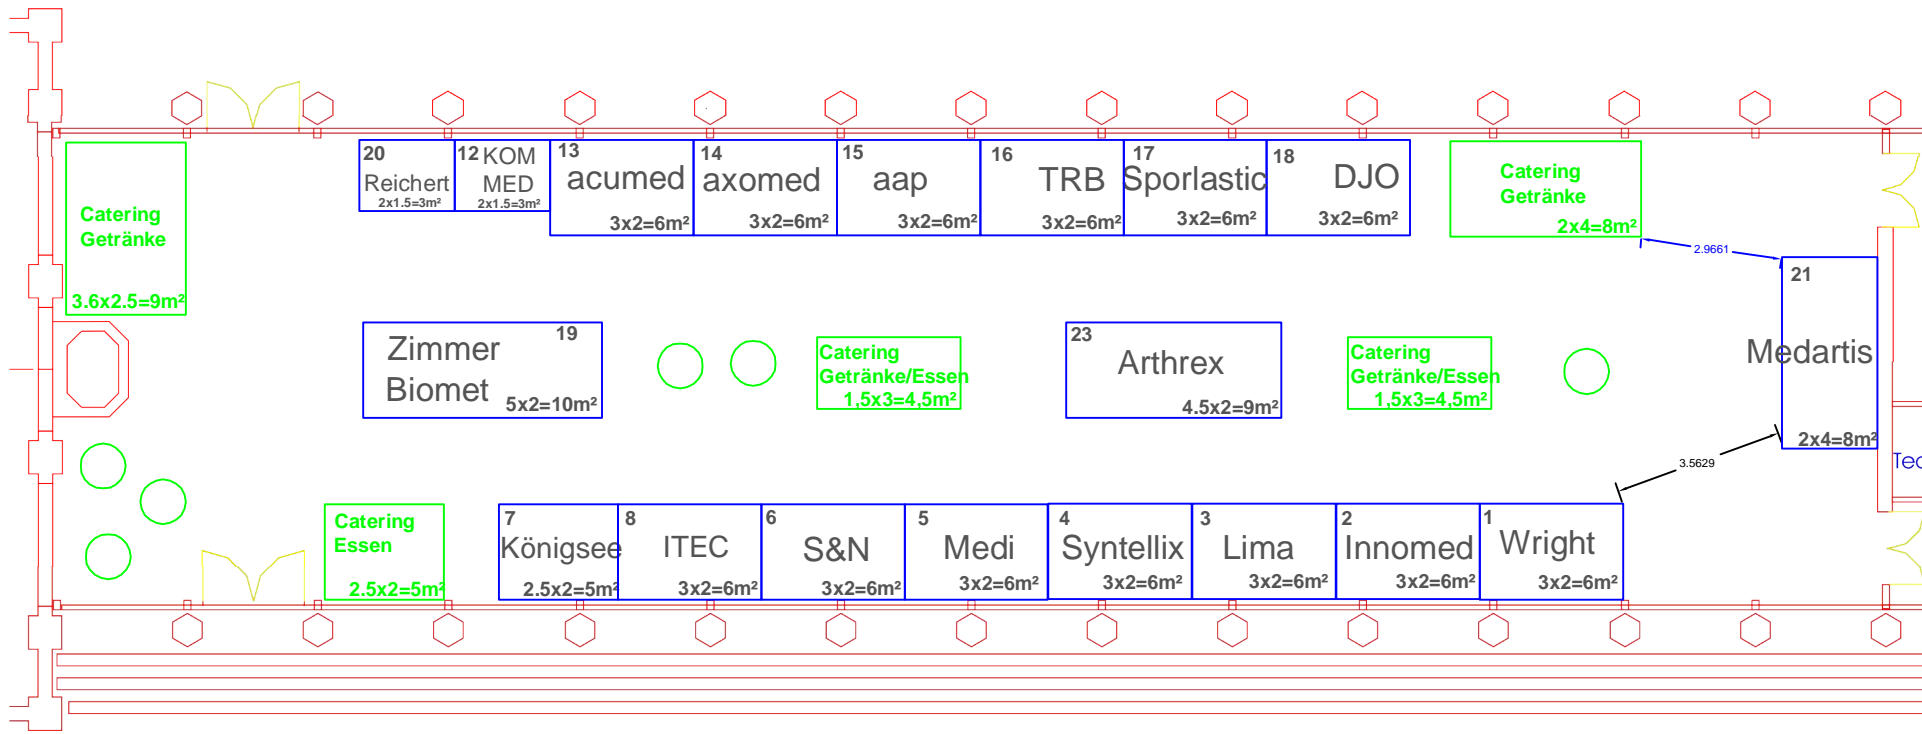 20
Reichert
2x1.5=3m²
12 KOM
MED
2x1.5=3m²
13
acumed
3x2=6m²
14
axomed
3x2=6m²
15
aap
3x2=6m²
16
TRB
3x2=6m²
17
Sporlastic
3x2=6m²
18
DJO
3x2=6m²
Catering
Getränke
2x4=8m²
Catering
Getränke
3.6x2.5=9m²
2.9661
21
Medartis
2x4=8m²
19
Zimmer
Biomet
5x2=10m²
Catering
Getränke/Essen
1,5x3=4,5m²
23
Arthrex
4.5x2=9m²
Catering
Getränke/Essen
1,5x3=4,5m²
3.5629
Tec
Catering
Essen
2.5x2=5m²
7
Königsee
2.5x2=5m²
8
ITEC
3x2=6m²
6
S&N
3x2=6m²
5
Medi
3x2=6m²
4
Syntellix
3x2=6m²
3
Lima
3x2=6m²
2
Innomed
3x2=6m²
1
Wright
3x2=6m²